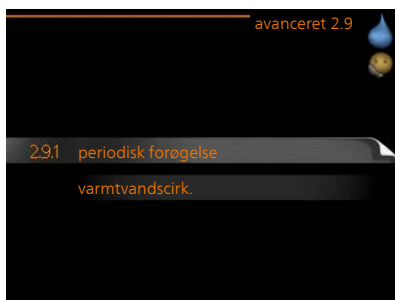 avanceret 2.9
2.9.1 periodisk forøgelse
varmtvandscirk.